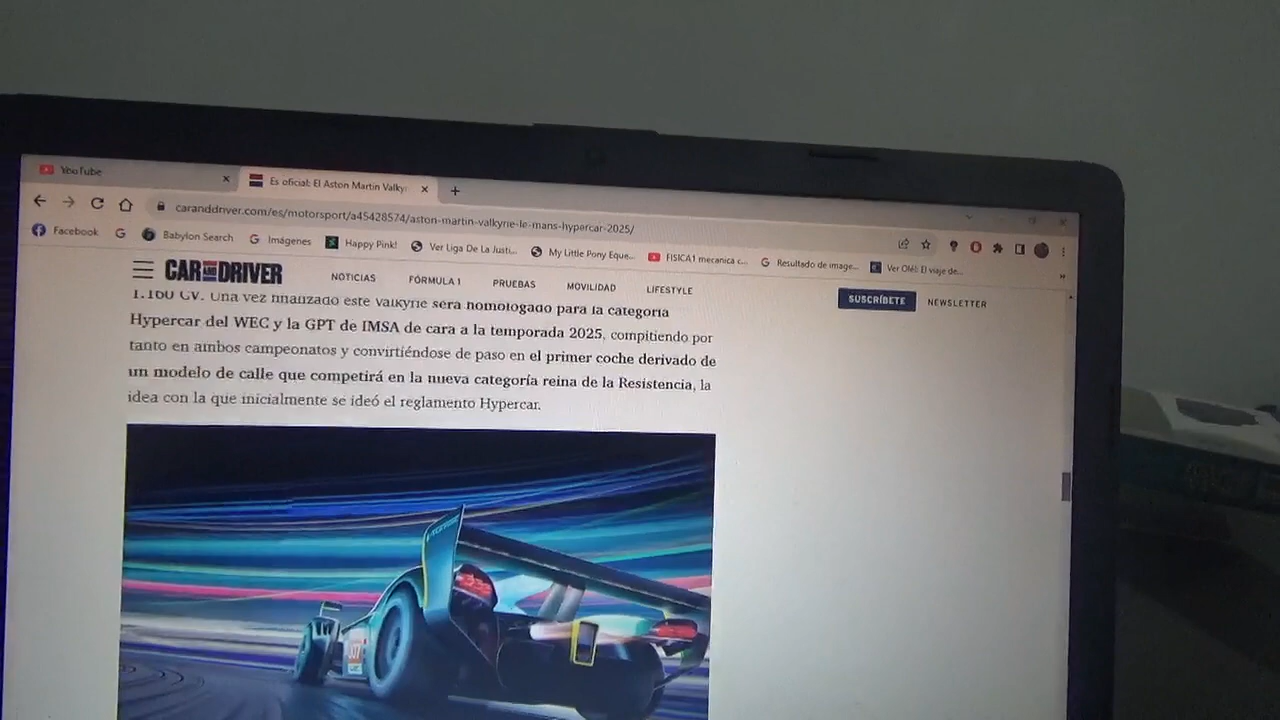 YouTube
Es oficial: El Aston Martin Valky
caranddriver.com/es/motorsport/a45428574/aston-martin-valkyrie-le-mans-hypercar-2025/
Facebook
Babylon Search
Imágenes
Happy Pink!
Ver Liga De La Justi...
My Little Pony Eque...
FISICA1 mecanica c...
Resultado de image...
Ver ONE: El viaje de...
CAR AND DRIVER
NOTICIAS
FÓRMULA 1
PRUEBAS
MOVILIDAD
LIFESTYLE
SUSCRÍBETE
NEWSLETTER
1.160 CV. Una vez finalizado este Valkyrie será homologado para la categoría
Hypercar del WEC y la GPT de IMSA de cara a la temporada 2025, compitiendo por
tanto en ambos campeonatos y convirtiéndose de paso en el primer coche derivado de
un modelo de calle que competirá en la nueva categoría reina de la Resistencia, la
idea con la que inicialmente se ideó el reglamento Hypercar.